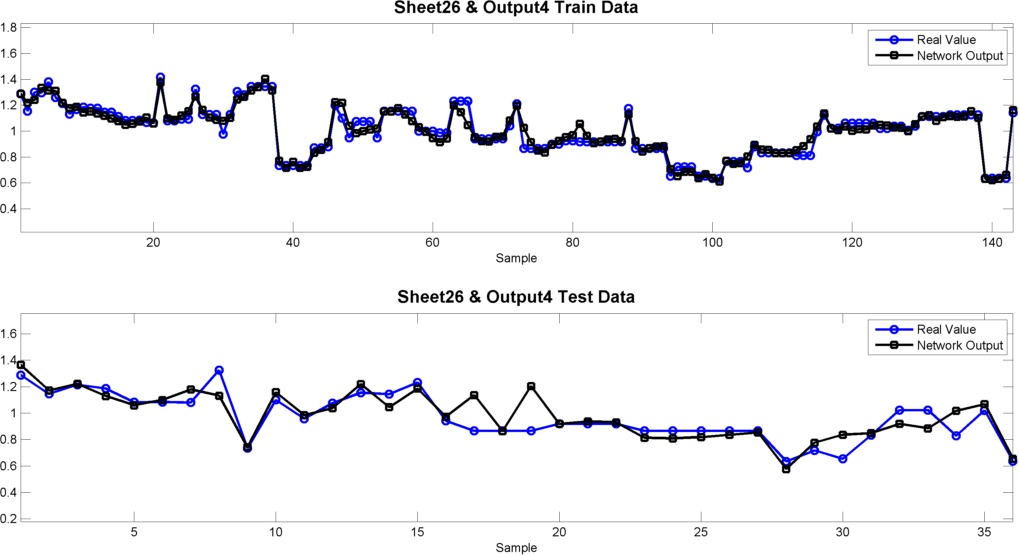 Sheet26 & Output4 Train Data
1.8
1.6
1.4
1.2
1
0.8
0.6
0.4
Real Value
Network Output
20 40 60 80 100 120 140
Sample
Sheet26 & Output4 Test Data
1.6
1.4
1.2
1
0.8
0.6
0.4
0.2
Real Value
Network Output
5 10 15 20 25 30 35
Sample